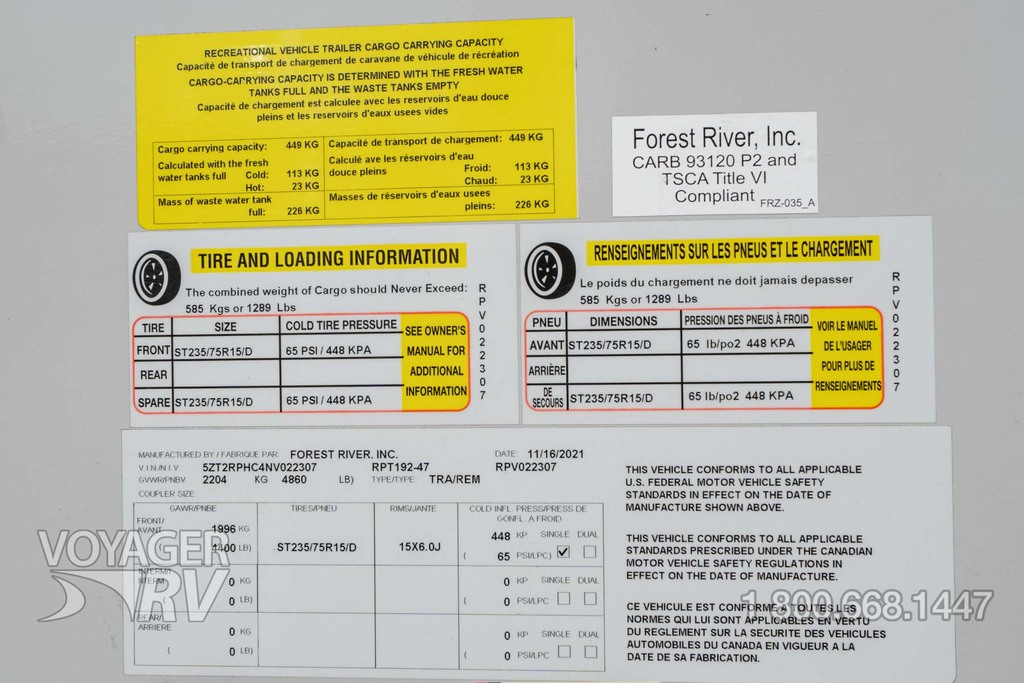 RECREATIONAL VEHICLE TRAILER CARGO CARRYING CAPACITY
Capacité de transport de chargement de caravane de véhicule de récréation
CARGO-CARRYING CAPACITY IS DETERMINED WITH THE FRESH WATER
TANKS FULL AND THE WASTE TANKS EMPTY
Capacité de chargement est calculee avec les reservoirs d'eau douce
pleins et les reservoirs d'eaux usees vides
Cargo carrying capacity: 449 KG
Calculated with the fresh
water tanks full Cold: 113 KG
Hot: 23 KG
Mass of waste water tank
full: 226 KG
Capacité de transport de chargement: 449 KG
Calculé ave les réservoirs d'eau
douce pleins Froid: 113 KG
Chaud: 23 KG
Masses de réservoirs d'eaux usees
pleins: 226 KG
Forest River, Inc.
CARB 93120 P2 and
TSCA Title VI
Compliant
FRZ-035_A
TIRE AND LOADING INFORMATION
The combined weight of Cargo should Never Exceed:
585 Kgs or 1289 Lbs
TIRE SIZE COLD TIRE PRESSURE
FRONT ST235/75R15/D 65 PSI / 448 KPA
REAR
SPARE ST235/75R15/D 65 PSI / 448 KPA
SEE OWNER'S
MANUAL FOR
ADDITIONAL
INFORMATION
RPV022307
RENSEIGNEMENTS SUR LES PNEUS ET LE CHARGEMENT
Le poids du chargement ne doit jamais depasser
585 Kgs or 1289 Lbs
PNEU DIMENSIONS PRESSION DES PNEUS À FROID
AVANT ST235/75R15/D 65 lb/po2 448 KPA
ARRIÈRE
DE
SECOURS ST235/75R15/D 65 lb/po2 448 KPA
VOIR LE MANUEL
DE L'USAGER
POUR PLUS DE
RENSEIGNEMENTS
RPV022307
MANUFACTURED BY / FABRIQUE PAR FOREST RIVER, INC. DATE 11/16/2021
V.I.N/N.I.V. 5ZT2RPHC4NV022307 RPT192-47 RPV022307
GVWR/PNBV 2204 KG 4860 LB) TYPE/TYPE TRA/REM
COUPLER SIZE
GAWR/PNBE TIRES/PNEU RIMS/JANTE COLD INFL. PRESS/PRESS DE
GONFL. A FROID
FRONT/
AVANT 1996 KG 448 KP SINGLE DUAL
4400 LB) ST235/75R15/D 15X6.0J ( 65 PSI/LPC)
INTERM/
INTERM. 0 KG 0 KP SINGLE DUAL
( 0 LB) ( 0 PSI/LPC
REAR/
ARRIERE 0 KG 0 KP SINGLE DUAL
( 0 LB) ( 0 PSI/LPC
THIS VEHICLE CONFORMS TO ALL APPLICABLE
U.S. FEDERAL MOTOR VEHICLE SAFETY
STANDARDS IN EFFECT ON THE DATE OF
MANUFACTURE SHOWN ABOVE.
THIS VEHICLE CONFORMS TO ALL APPLICABLE
STANDARDS PRESCRIBED UNDER THE CANADIAN
MOTOR VEHICLE SAFETY REGULATIONS IN
EFFECT ON THE DATE OF MANUFACTURE.
CE VEHICULE EST CONFORME A TOUTES LES
NORMES QUI LUI SONT APPLICABLES EN VERTU
DU REGLEMENT SUR LA SECURITE DES VEHICULES
AUTOMOBILES DU CANADA EN VIGUEUR A LA
DATE DE SA FABRICATION.
VOYAGER
RV
1.800.668.1447